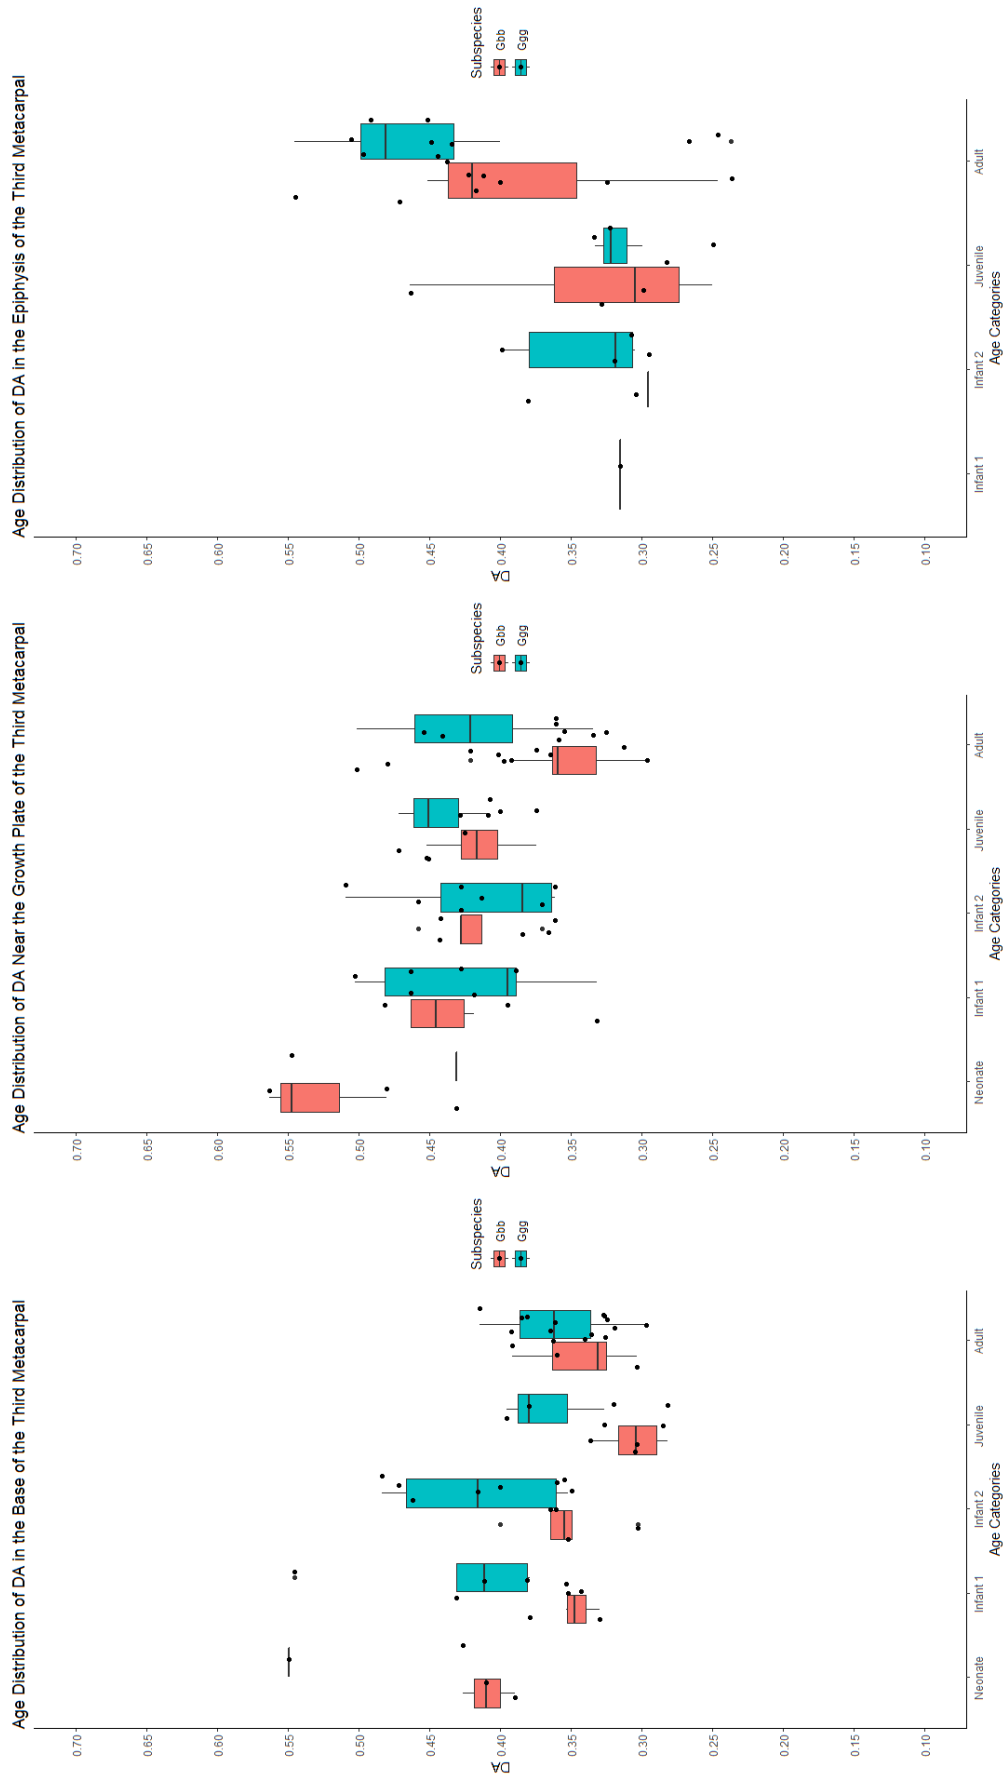 Age Distribution of DA in the Base of the Third Metacarpal
0.70
0.65
0.60
0.55
0.50
0.45
0.40
0.35
0.30
0.25
0.20
0.15
0.10
DA
Neonate Infant 1 Infant 2 Juvenile Adult
Age Categories
Subspecies
Gbb
Ggg
Age Distribution of DA Near the Growth Plate of the Third Metacarpal
0.70
0.65
0.60
0.55
0.50
0.45
0.40
0.35
0.30
0.25
0.20
0.15
0.10
DA
Neonate Infant 1 Infant 2 Juvenile Adult
Age Categories
Subspecies
Gbb
Ggg
Age Distribution of DA in the Epiphysis of the Third Metacarpal
0.70
0.65
0.60
0.55
0.50
0.45
0.40
0.35
0.30
0.25
0.20
0.15
0.10
DA
Infant 1 Infant 2 Juvenile Adult
Age Categories
Subspecies
Gbb
Ggg